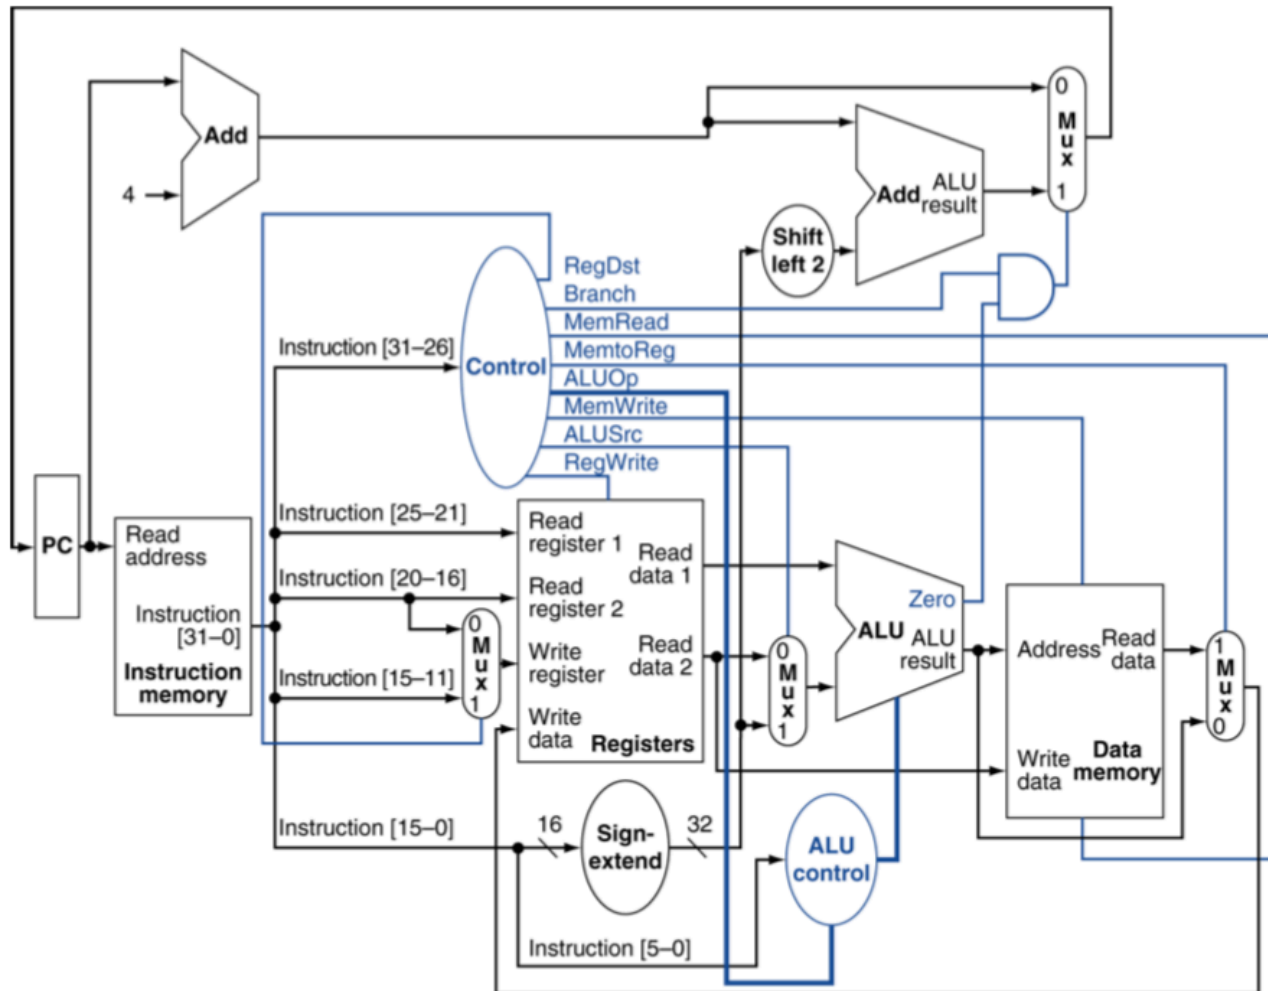 Add
4
0
M
u
x
1
Add
ALU
result
Shift
left 2
RegDst
Branch
MemRead
MemtoReg
ALUOp
MemWrite
ALUSrc
RegWrite
Control
Instruction [31–26]
PC
Read
address
Instruction
[31–0]
Instruction
memory
Instruction [25–21]
Instruction [20–16]
0
M
u
x
1
Instruction [15–11]
Read
register 1
Read
register 2
Write
register
Write
data
Read
data 1
Read
data 2
Registers
0
M
u
x
1
Zero
ALU
ALU
result
Address
Read
data
Write
data
Data
memory
1
M
u
x
0
Instruction [15–0]
16
Sign-
extend
32
ALU
control
Instruction [5–0]